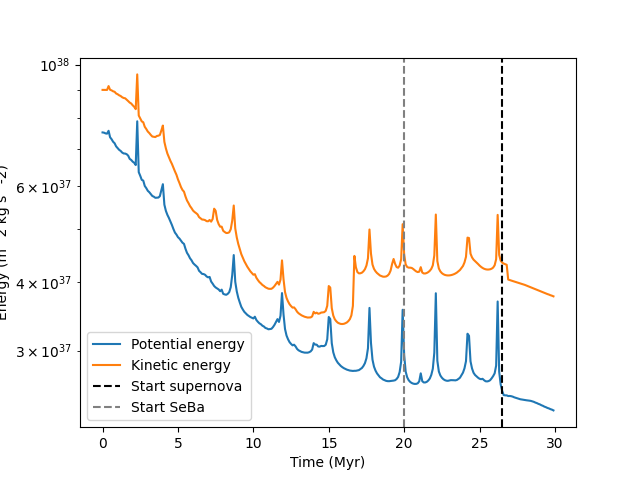 10^38
6 × 10^37
4 × 10^37
3 × 10^37
Energy (m^2 kg s^-2)
Potential energy
Kinetic energy
Start supernova
Start SeBa
0 5 10 15 20 25 30
Time (Myr)